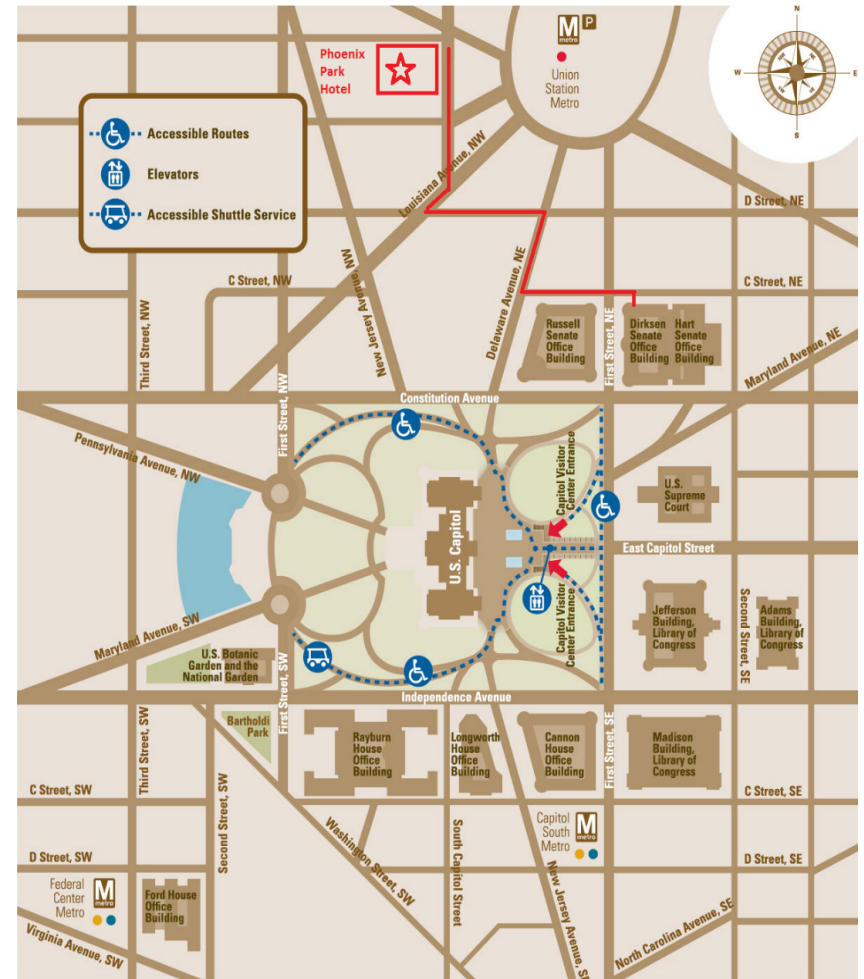 Phoenix
Park
Hotel
M
metro
P
Union
Station
Metro
N
NW
NE
W
E
SW
SE
S
Accessible Routes
Elevators
Accessible Shuttle Service
Louisiana Avenue, NW
D Street, NE
C Street, NW
New Jersey Avenue, NW
Delaware Avenue, NE
C Street, NE
Third Street, NW
First Street, NW
Russell
Senate
Office
Building
First Street, NE
Dirksen
Senate
Office
Building
Hart
Senate
Office
Building
Maryland Avenue, NE
Constitution Avenue
Pennsylvania Avenue, NW
U.S. Capitol
Capitol Visitor
Center Entrance
U.S.
Supreme
Court
East Capitol Street
Capitol Visitor
Center Entrance
Jefferson
Building,
Library of
Congress
Second Street, SE
Adams
Building,
Library of
Congress
Maryland Avenue, SW
U.S. Botanic
Garden and the
National Garden
First Street, SW
Independence Avenue
Third Street, SW
Bartholdi
Park
Rayburn
House
Office
Building
Longworth
House
Office
Building
Cannon
House
Office
Building
First Street, SE
Madison
Building,
Library of
Congress
C Street, SW
C Street, SE
Second Street, SW
Washington Street, SW
South Capitol Street
Capitol
South
Metro
M
metro
New Jersey Avenue, SE
D Street, SW
D Street, SE
Federal
Center
Metro
M
metro
Ford House
Office
Building
Virginia Avenue, SW
North Carolina Avenue, SE